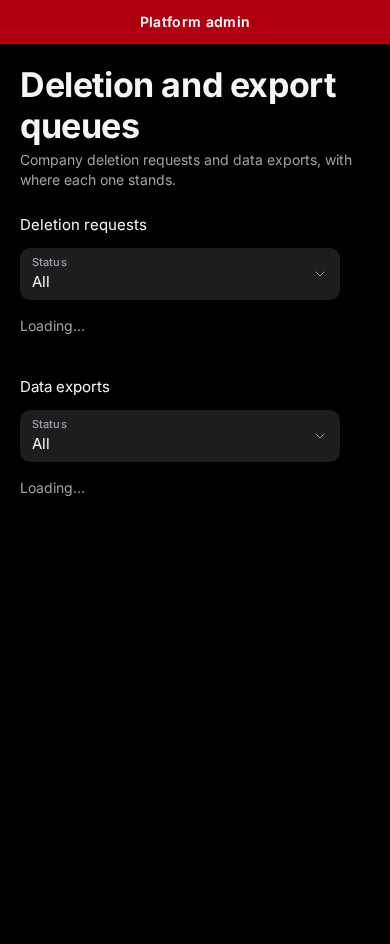 Platform admin
Deletion and export
queues
Company deletion requests and data exports, with
where each one stands.
Deletion requests
Status
All
Loading...
Data exports
Status
All
Loading...